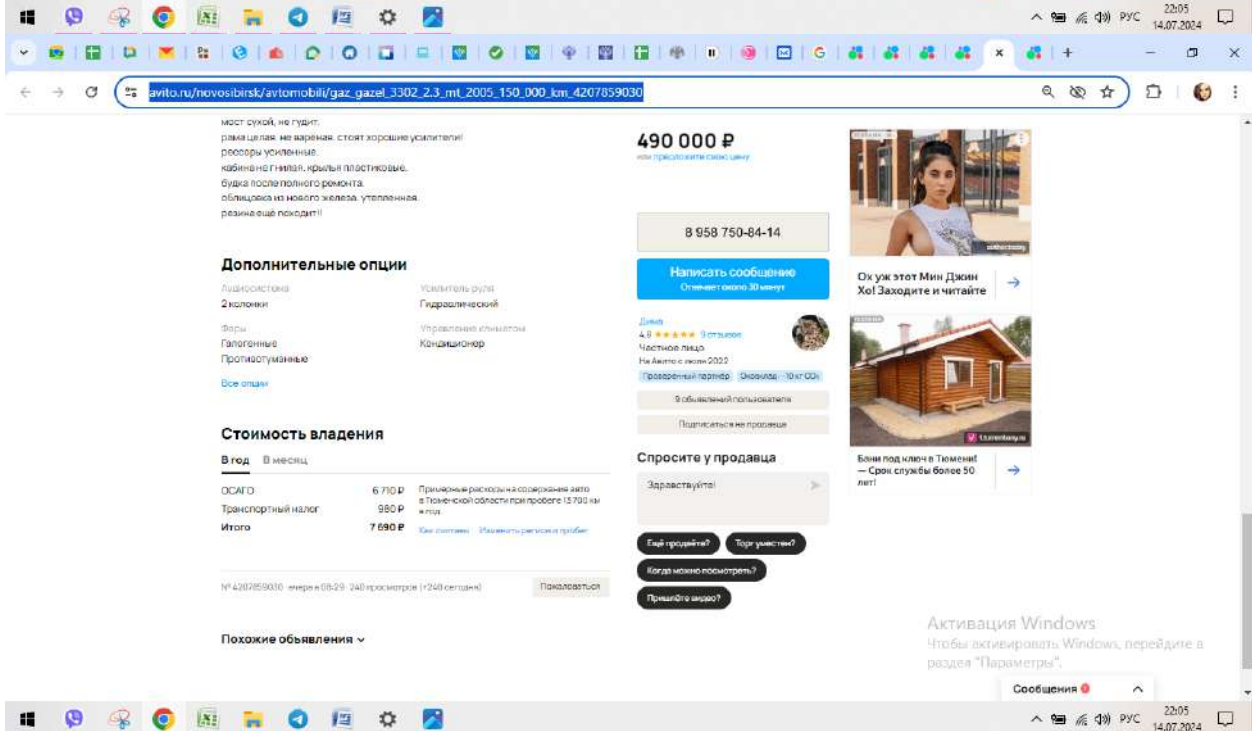 РУС
22:05
14.07.2024
avito.ru/novosibirsk/avtomobili/gaz_gazel_3302_2.3_mt_2005_150_000_km_4207859030
мост сухой, не гудит.
рама целая, не вареная. стоят хорошие усилители!
рессоры усиленные.
кабина не гнилая, крылья пластиковые.
будка после полного ремонта.
облицовка из нового железа. утепленная.
резина ещё походит!!
Дополнительные опции
Аудиосистема
Усилитель руля
2 колонки
Гидравлический
Фары
Управление климатом
Галогенные
Кондиционер
Противотуманные
Все опции
Стоимость владения
В год В месяц
ОСАГО 6 710 ₽
Транспортный налог 980 ₽
Итого 7 690 ₽
Примерные расходы на содержание авто
в Тюменской области при пробеге 15 700 км
в год.
Как считаем Изменить регион и пробег
№ 4207859030 · вчера в 08:29 · 240 просмотров (+240 сегодня)
Пожаловаться
Похожие объявления
490 000 ₽
или предложите свою цену
8 958 750-84-14
Написать сообщение
Отвечает около 30 минут
Дима
4,8 9 отзывов
Частное лицо
На Авито с июля 2022
Проверенный партнёр
9 объявлений пользователя
Подписаться на продавца
Спросите у продавца
Здравствуйте!
Ещё продаёте?
Торг уместен?
Когда можно посмотреть?
Пришлёте видео?
Ох уж этот Мин Джин
Хо! Заходите и читайте
Бани под ключ в Тюмени!
— Срок службы более 50
лет!
Активация Windows
Чтобы активировать Windows, перейдите в
раздел "Параметры".
Сообщения
РУС
22:05
14.07.2024